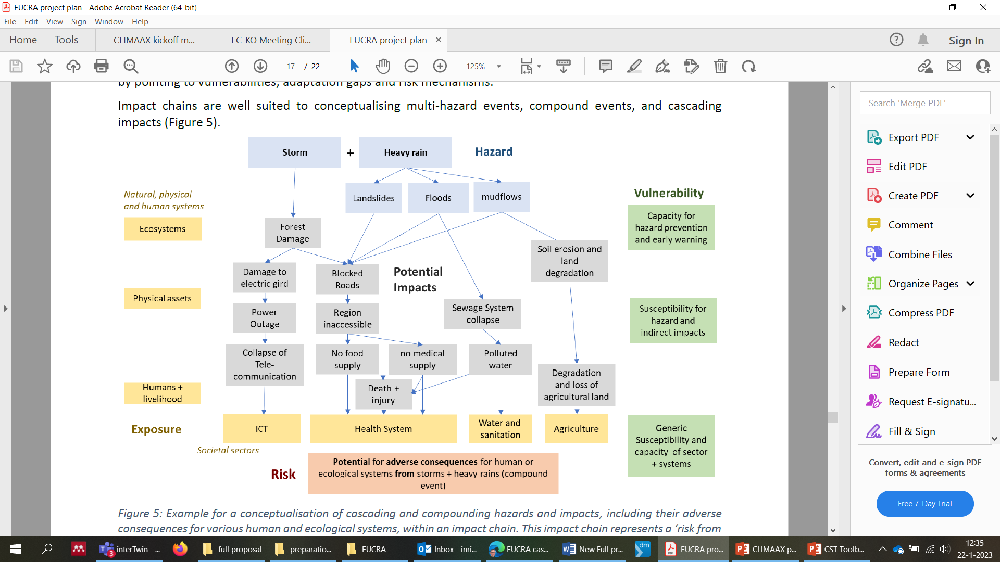 EUCRA project plan - Adobe Acrobat Reader (64-bit)
File Edit View Sign Window Help
Home Tools CLIMAAX kickoff m... EC_KO Meeting Cli... EUCRA project plan × Sign In
17 / 22 125%
by pointing to vulnerabilities, adaptation gaps and risk mechanisms.
Impact chains are well suited to conceptualising multi-hazard events, compound events, and cascading
impacts (Figure 5).
Storm + Heavy rain Hazard
Natural, physical
and human systems
Landslides Floods mudflows
Vulnerability
Ecosystems
Forest
Damage
Capacity for
hazard prevention
and early warning
Soil erosion and
land
degradation
Damage to
electric gird
Blocked
Roads
Potential
Impacts
Physical assets
Power
Outage
Region
inaccessible
Sewage System
collapse
Susceptibility for
hazard and
indirect impacts
Collapse of
Tele-
communication
No food
supply
no medical
supply
Polluted
water
Degradation
and loss of
agricultural land
Humans +
livelihood
Death +
injury
Exposure
ICT
Health System
Water and
sanitation
Agriculture
Generic
Susceptibility and
capacity of sector
+ systems
Societal sectors
Risk
Potential for adverse consequences for human or
ecological systems from storms + heavy rains (compound
event)
Figure 5: Example for a conceptualisation of cascading and compounding hazards and impacts, including their adverse
consequences for various human and ecological systems, within an impact chain. This impact chain represents a ‘risk from
Search 'Merge PDF'
Export PDF
Edit PDF
Create PDF
Comment
Combine Files
Organize Pages
Compress PDF
Redact
Prepare Form
Request E-signatu...
Fill & Sign
Convert, edit and e-sign PDF
forms & agreements
Free 7-Day Trial
interTwin - ... 3 full proposal preparatio... EUCRA Inbox - inri... EUCRA cas... New Full pr... dm EUCRA pro... CLIMAAX p... CST Toolb...
12:35
22-1-2023